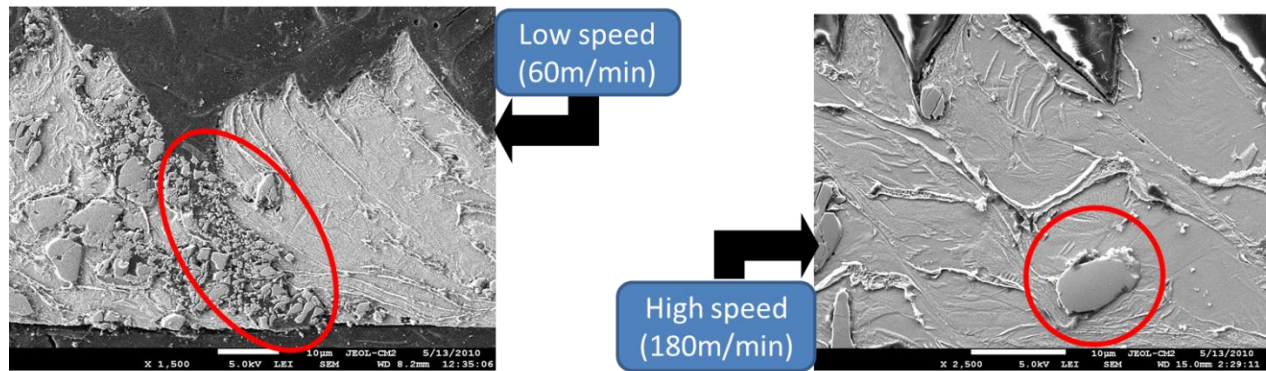 Low speed
(60m/min)
High speed
(180m/min)
10µm JEOL-CM2 5/13/2010
X 1,500 5.0kV LEI SEM WD 8.2mm 12:35:06
10µm JEOL-CM2 5/13/2010
X 2,500 5.0kV LEI SEM WD 15.0mm 2:29:11